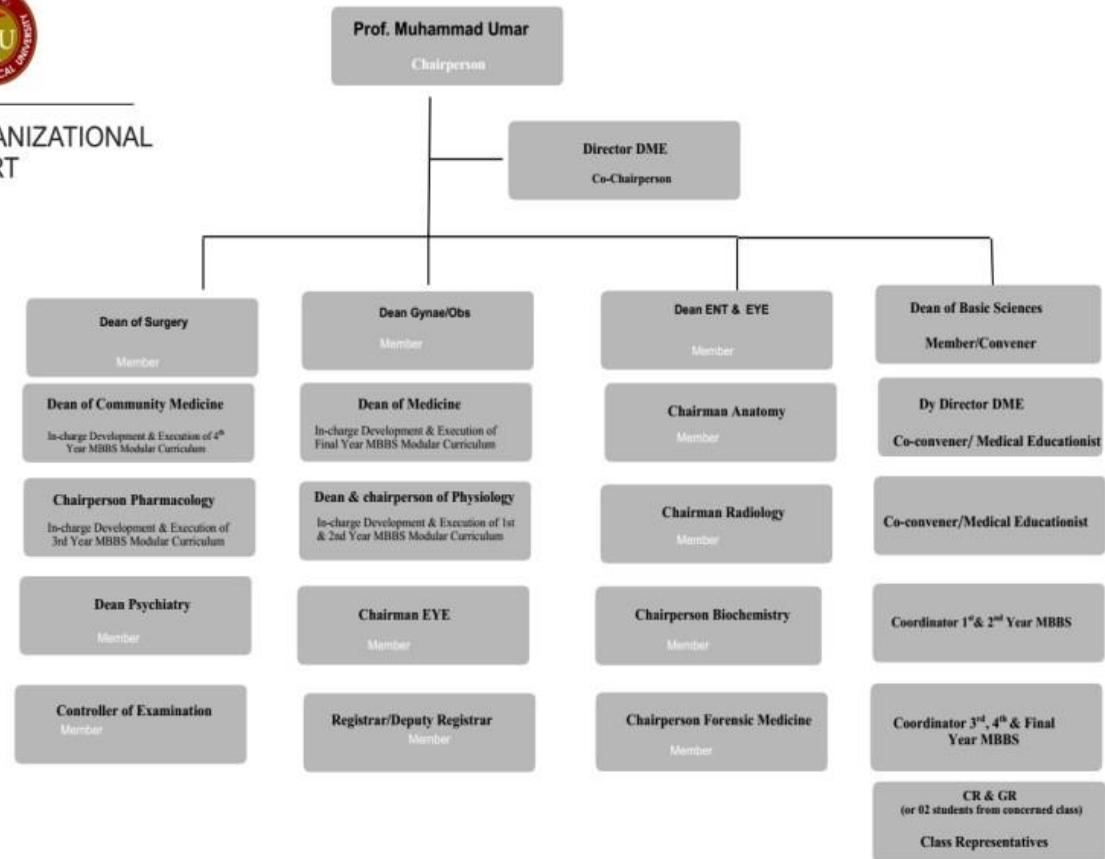 Prof. Muhammad Umar
Chairperson
Director DME
Co-Chairperson
Dean of Surgery
Member
Dean of Community Medicine
In-charge Development & Execution of 4th
Year MBBS Modular Curriculum
Chairperson Pharmacology
In-charge Development & Execution of
3rd Year MBBS Modular Curriculum
Dean Psychiatry
Member
Controller of Examination
Member
Dean Gynae/Obs
Member
Dean of Medicine
In-charge Development & Execution of
Final Year MBBS Modular Curriculum
Dean & chairperson of Physiology
In-charge Development & Execution of 1st
& 2nd Year MBBS Modular Curriculum
Chairman EYE
Member
Registrar/Deputy Registrar
Member
Dean ENT & EYE
Member
Chairman Anatomy
Member
Chairman Radiology
Member
Chairperson Biochemistry
Member
Chairperson Forensic Medicine
Member
Dean of Basic Sciences
Member/Convener
Dy Director DME
Co-convener/ Medical Educationist
Co-convener/Medical Educationist
Coordinator 1st& 2nd Year MBBS
Coordinator 3rd, 4th & Final
Year MBBS
CR & GR
(or 02 students from concerned class)
Class Representatives